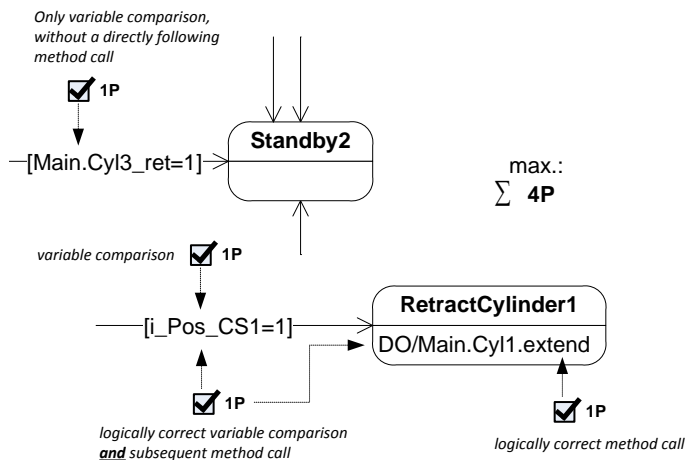 Only variable comparison,
without a directly following
method call
1P
Standby2
[Main.Cyl3_ret=1]
max.:
∑ 4P
variable comparison
1P
RetractCylinder1
[i_Pos_CS1=1]
DO/Main.Cyl1.extend
1P
1P
logically correct variable comparison
and subsequent method call
logically correct method call